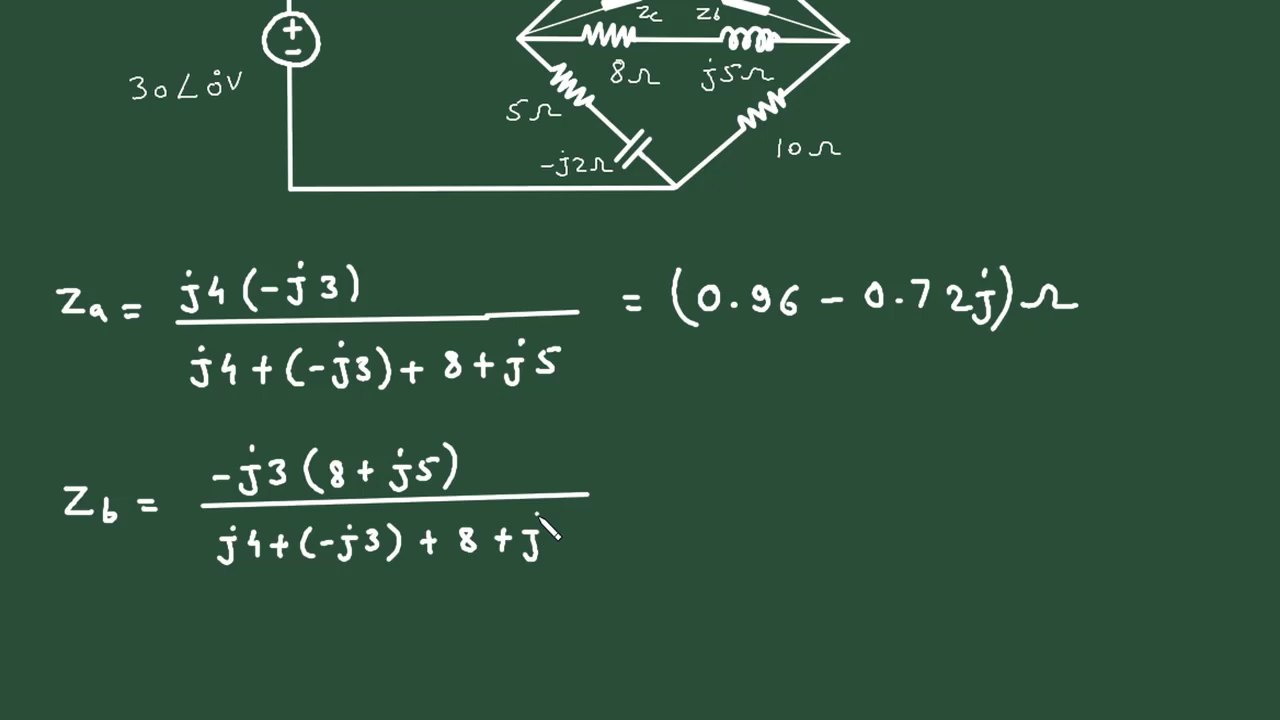 +
-
30∠0°V
Zc Zb
8Ω j5Ω
5Ω
-j2Ω
10Ω
Za = j4(-j3) / j4+(-j3)+8+j5 = (0.96 - 0.72j)Ω
Zb = -j3(8+j5) / j4+(-j3)+8+j